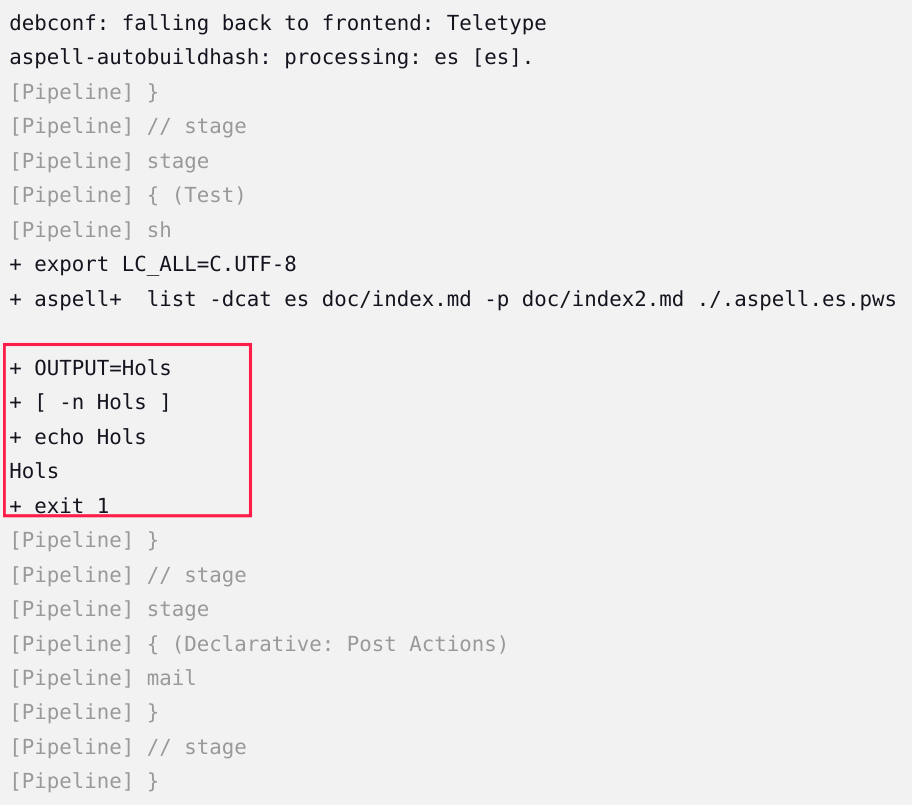 debconf: falling back to frontend: Teletype
aspell-autobuildhash: processing: es [es].
[Pipeline] }
[Pipeline] // stage
[Pipeline] stage
[Pipeline] { (Test)
[Pipeline] sh
+ export LC_ALL=C.UTF-8
+ aspell+  list -dcat es doc/index.md -p doc/index2.md ./.aspell.es.pws
+ OUTPUT=Hols
+ [ -n Hols ]
+ echo Hols
Hols
+ exit 1
[Pipeline] }
[Pipeline] // stage
[Pipeline] stage
[Pipeline] { (Declarative: Post Actions)
[Pipeline] mail
[Pipeline] }
[Pipeline] // stage
[Pipeline] }